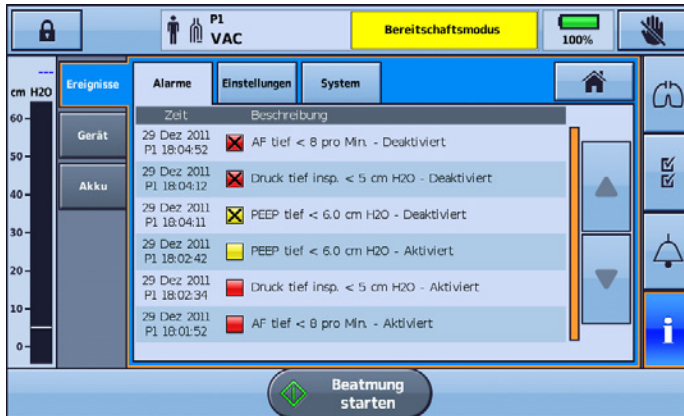 P1
VAC
Bereitschaftsmodus
100%
---
cm H2O
60
50
40
30
20
10
0
Ereignisse
Gerät
Akku
Alarme
Einstellungen
System
Zeit Beschreibung
29 Dez 2011
P1 18:04:52
AF tief < 8 pro Min. - Deaktiviert
29 Dez 2011
P1 18:04:12
Druck tief insp. < 5 cm H2O - Deaktiviert
29 Dez 2011
P1 18:04:11
PEEP tief < 6.0 cm H2O - Deaktiviert
29 Dez 2011
P1 18:02:42
PEEP tief < 6.0 cm H2O - Aktiviert
29 Dez 2011
P1 18:02:34
Druck tief insp. < 5 cm H2O - Aktiviert
29 Dez 2011
P1 18:01:52
AF tief < 8 pro Min. - Aktiviert
i
Beatmung
starten